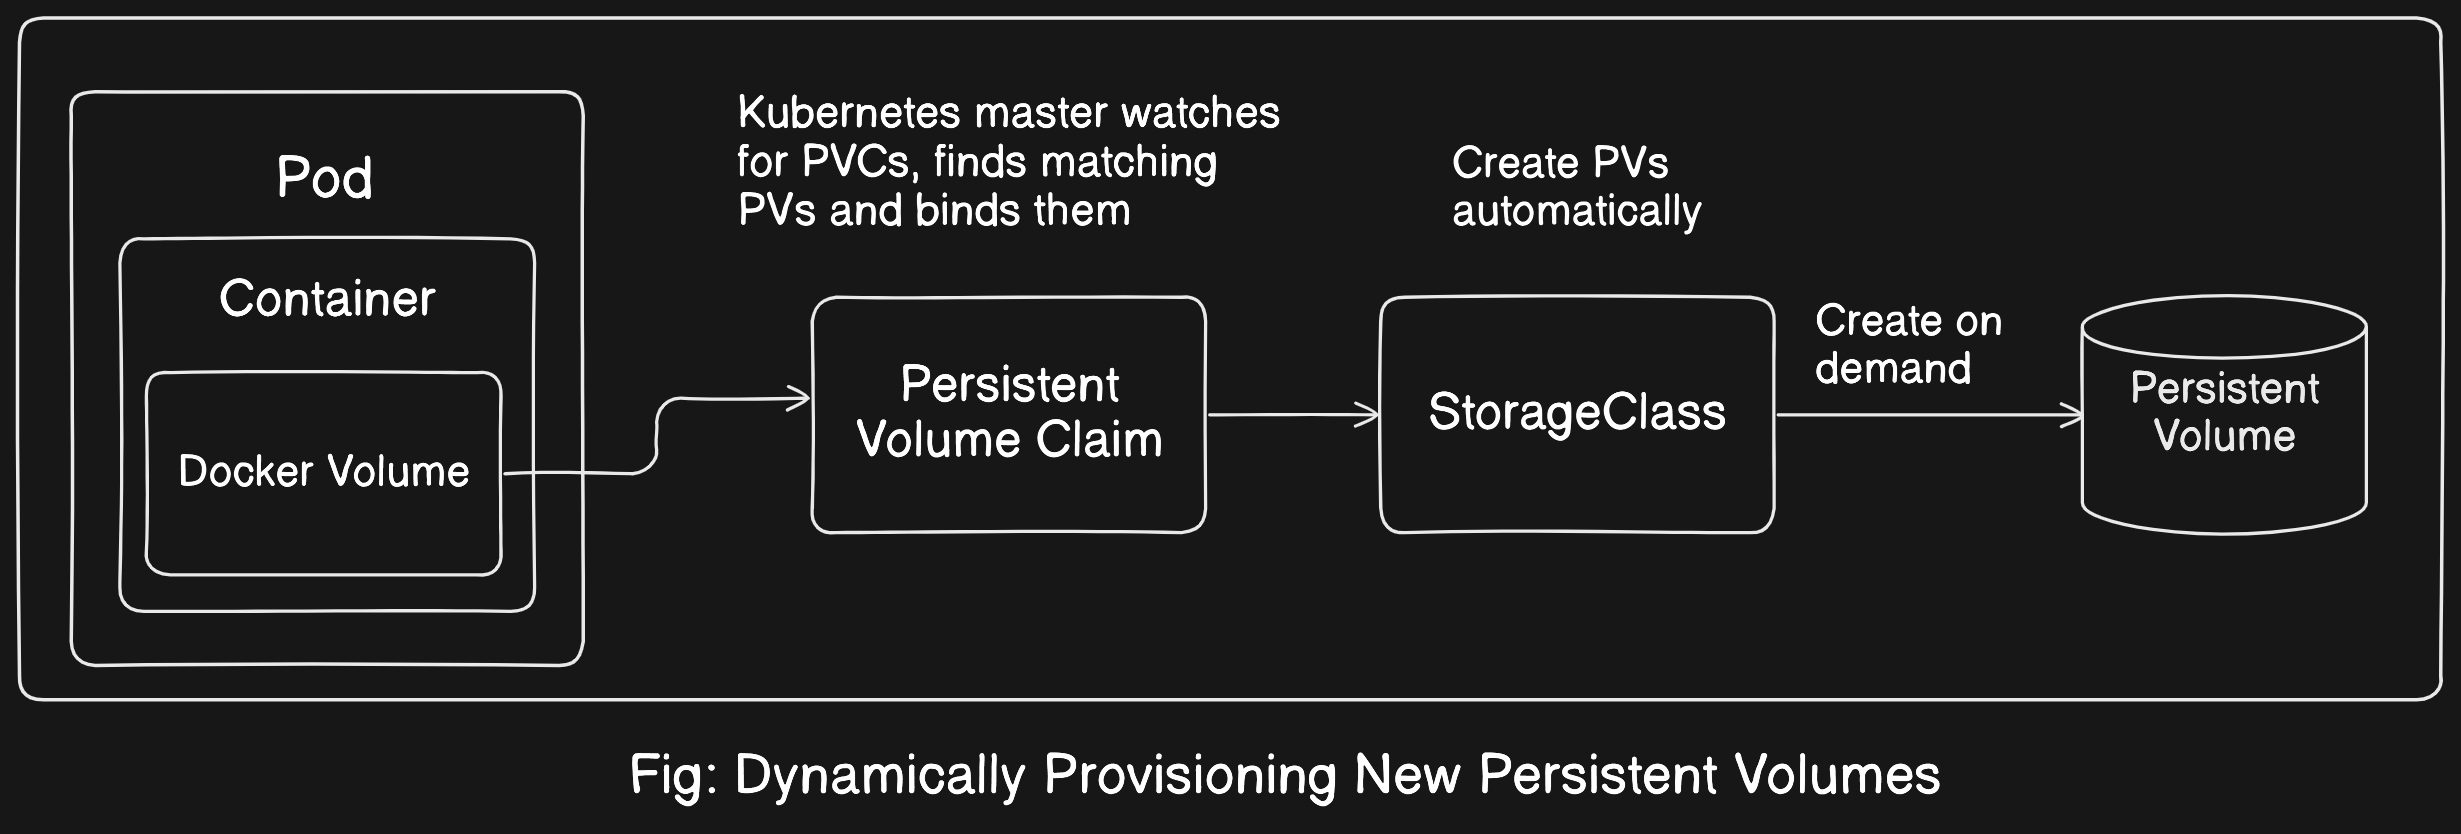 Pod
Container
Docker Volume
Kubernetes master watches
for PVCs, finds matching
PVs and binds them
Persistent
Volume Claim
Create PVs
automatically
StorageClass
Create on
demand
Persistent
Volume
Fig: Dynamically Provisioning New Persistent Volumes